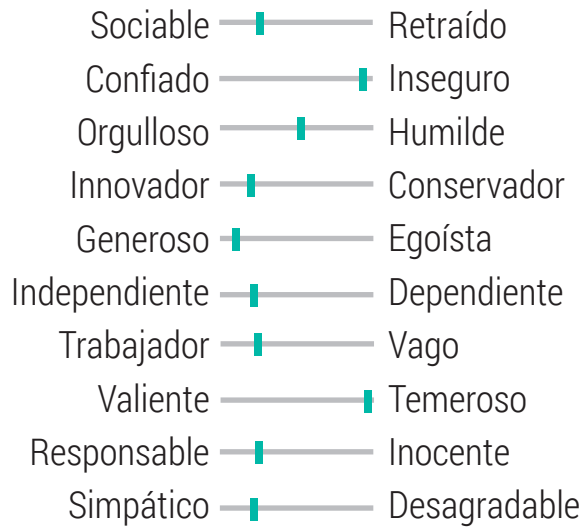 Sociable Retraído
Confiado Inseguro
Orgulloso Humilde
Innovador Conservador
Generoso Egoísta
Independiente Dependiente
Trabajador Vago
Valiente Temeroso
Responsable Inocente
Simpático Desagradable